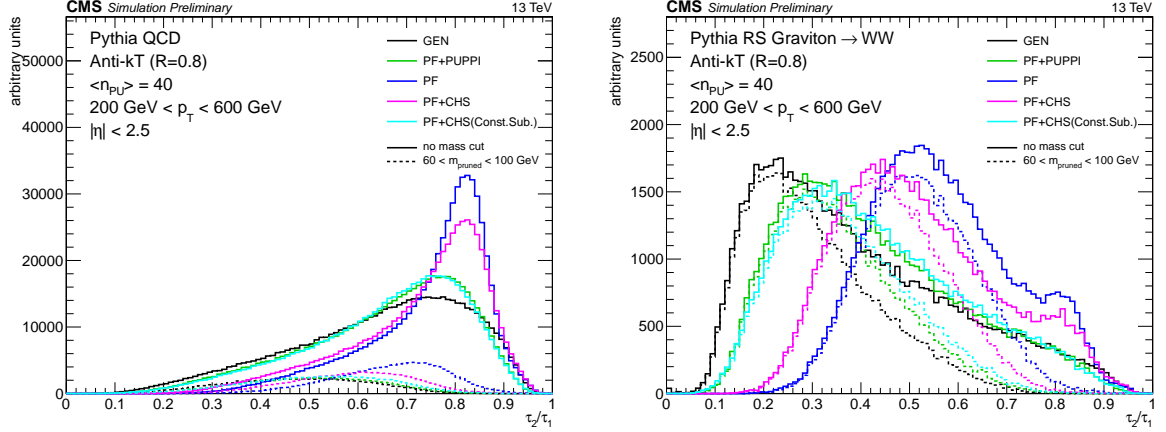 CMS Simulation Preliminary 13 TeV
arbitrary units
50000
40000
30000
20000
10000
0
Pythia QCD
Anti-kT (R=0.8)
<n_PU> = 40
200 GeV < p_T < 600 GeV
|η| < 2.5
GEN
PF+PUPPI
PF
PF+CHS
PF+CHS(Const.Sub.)
no mass cut
60 < m_pruned < 100 GeV
0 0.1 0.2 0.3 0.4 0.5 0.6 0.7 0.8 0.9 1
τ_2/τ_1
CMS Simulation Preliminary 13 TeV
arbitrary units
2500
2000
1500
1000
500
0
Pythia RS Graviton → WW
Anti-kT (R=0.8)
<n_PU> = 40
200 GeV < p_T < 600 GeV
|η| < 2.5
GEN
PF+PUPPI
PF
PF+CHS
PF+CHS(Const.Sub.)
no mass cut
60 < m_pruned < 100 GeV
0 0.1 0.2 0.3 0.4 0.5 0.6 0.7 0.8 0.9 1
τ_2/τ_1